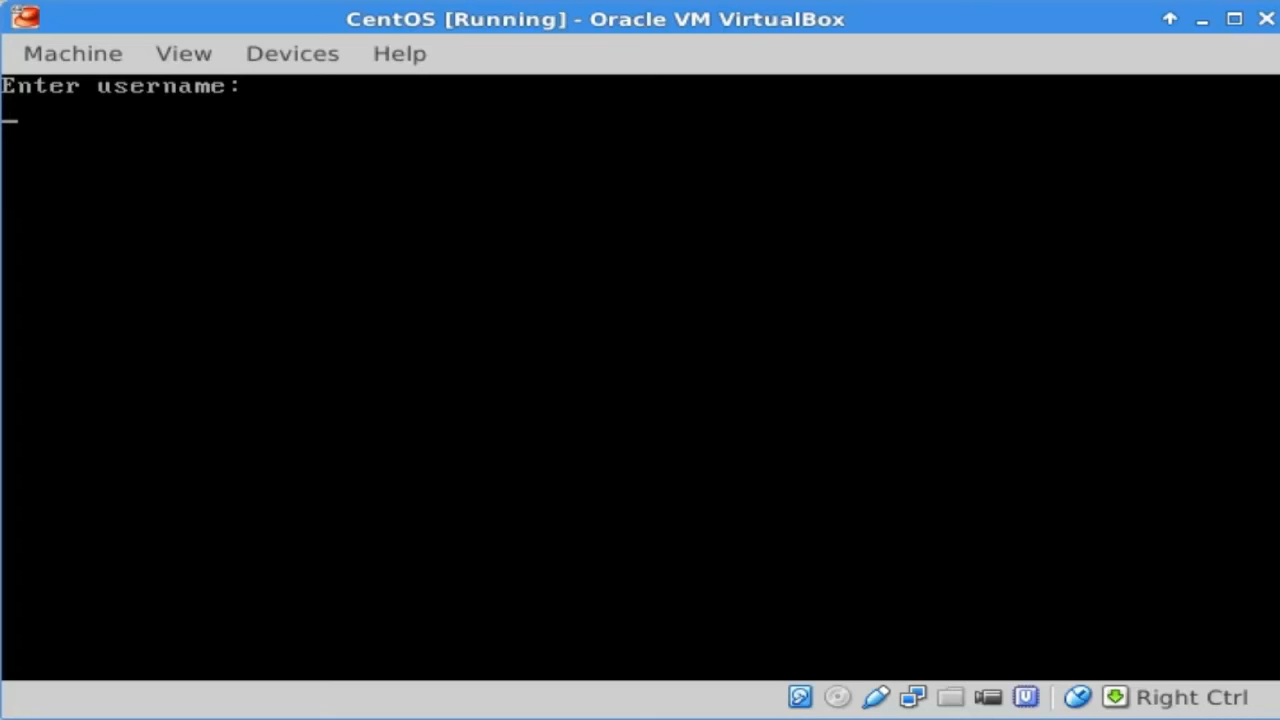 CentOS [Running] - Oracle VM VirtualBox
Machine View Devices Help
Enter username:
Right Ctrl